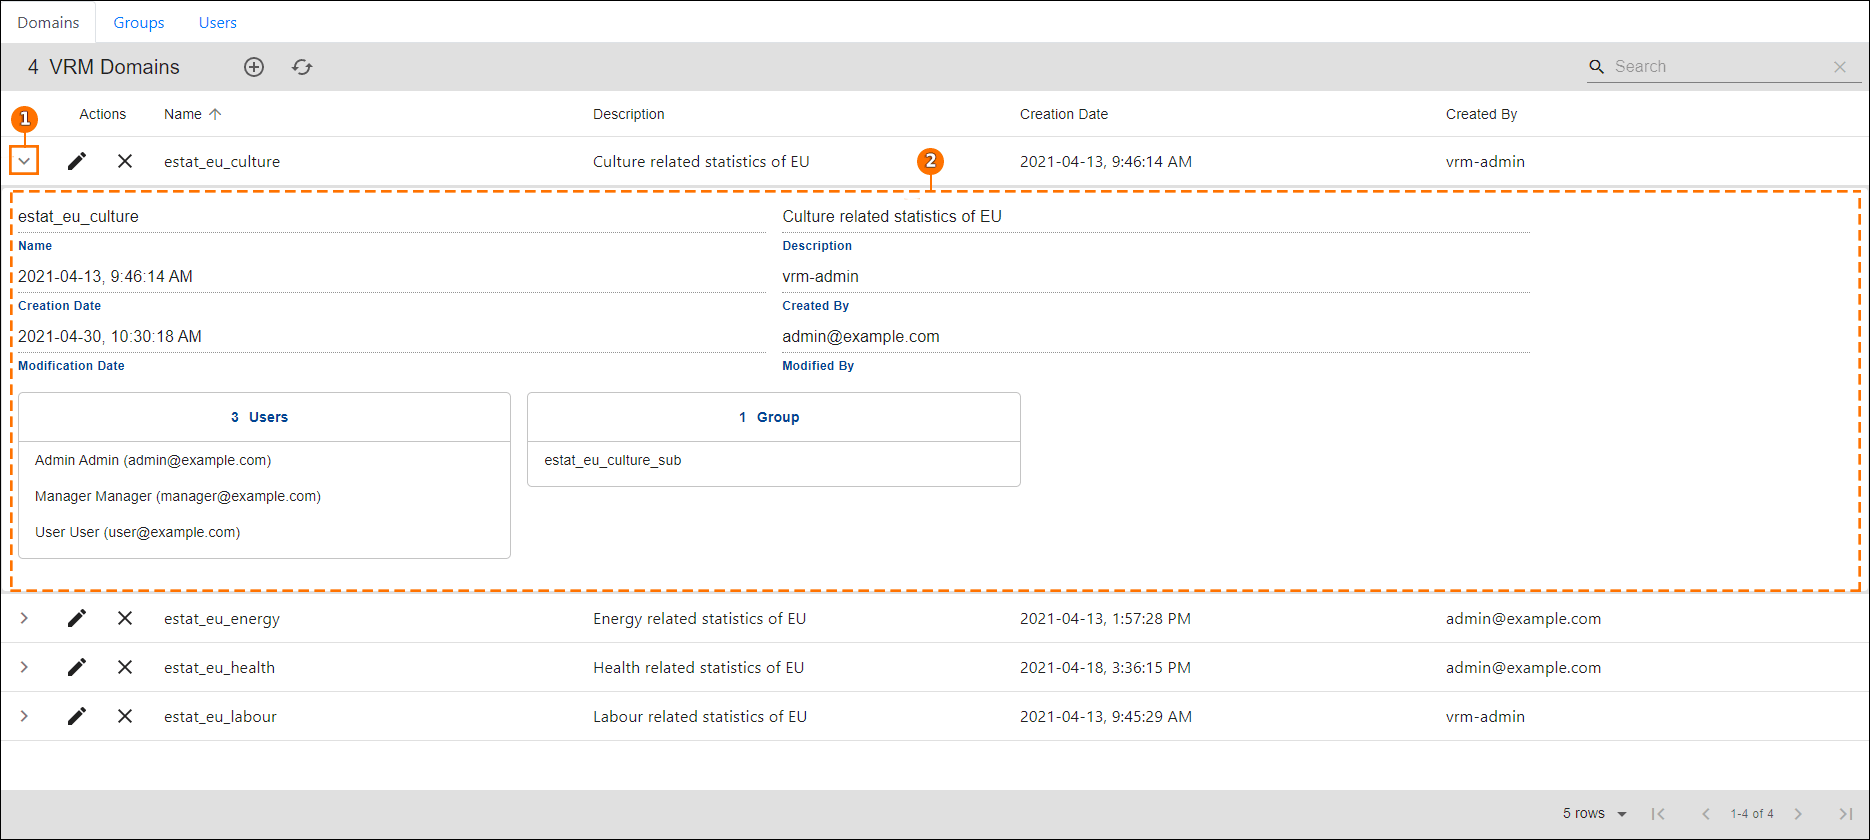 Domains Groups Users
4 VRM Domains Search
1 Actions Name Description Creation Date Created By
estat_eu_culture Culture related statistics of EU 2 2021-04-13, 9:46:14 AM vrm-admin
estat_eu_culture Culture related statistics of EU
Name Description
2021-04-13, 9:46:14 AM vrm-admin
Creation Date Created By
2021-04-30, 10:30:18 AM admin@example.com
Modification Date Modified By
3 Users 1 Group
Admin Admin (admin@example.com) estat_eu_culture_sub
Manager Manager (manager@example.com)
User User (user@example.com)
estat_eu_energy Energy related statistics of EU 2021-04-13, 1:57:28 PM admin@example.com
estat_eu_health Health related statistics of EU 2021-04-18, 3:36:15 PM admin@example.com
estat_eu_labour Labour related statistics of EU 2021-04-13, 9:45:29 AM vrm-admin
5 rows 1-4 of 4